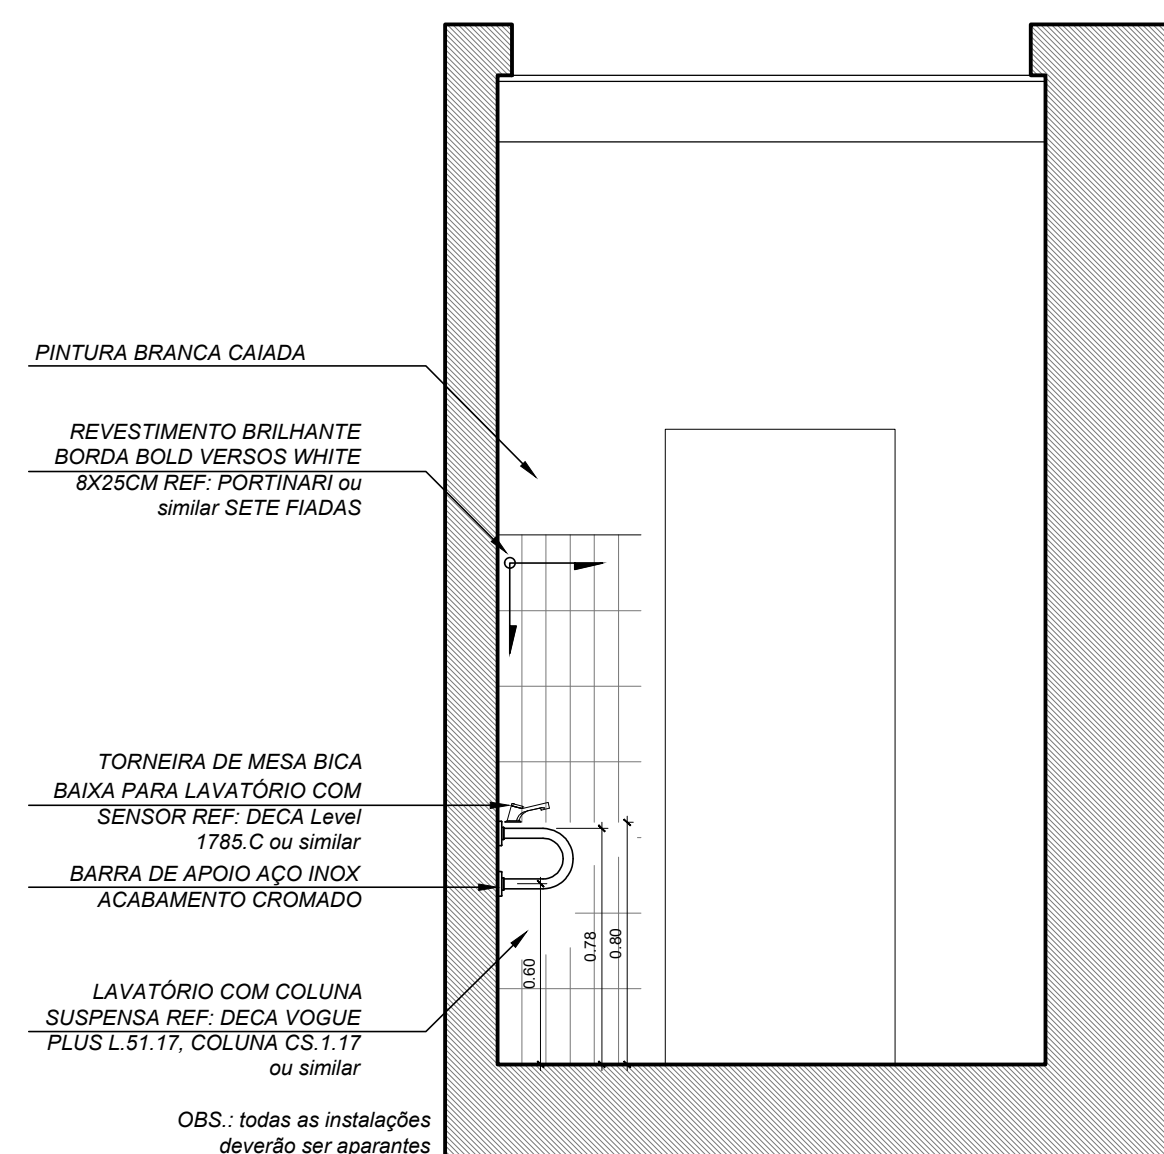 PINTURA BRANCA CAIADA
REVESTIMENTO BRILHANTE
BORDA BOLD VERSOS WHITE
8X25CM REF: PORTINARI ou
similar SETE FIADAS
TORNEIRA DE MESA BICA
BAIXA PARA LAVATÓRIO COM
SENSOR REF: DECA Level
1785.C ou similar
BARRA DE APOIO AÇO INOX
ACABAMENTO CROMADO
0.60
0.78
0.80
LAVATÓRIO COM COLUNA
SUSPENSA REF: DECA VOGUE
PLUS L.51.17, COLUNA CS.1.17
ou similar
OBS.: todas as instalações
deverão ser aparantes